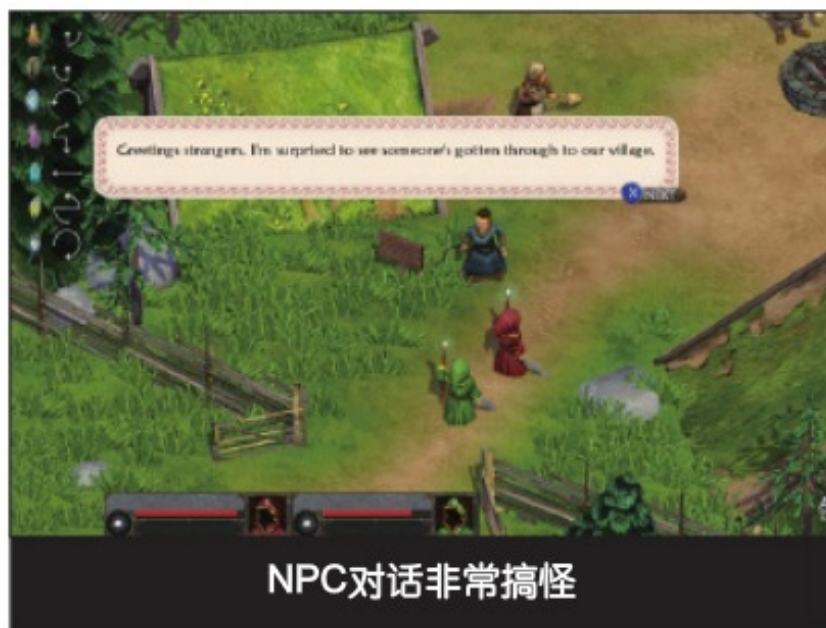 Greetings strangers. I'm surprised to see someone's gotten through to our village.
X NEXT
NPC对话非常搞怪